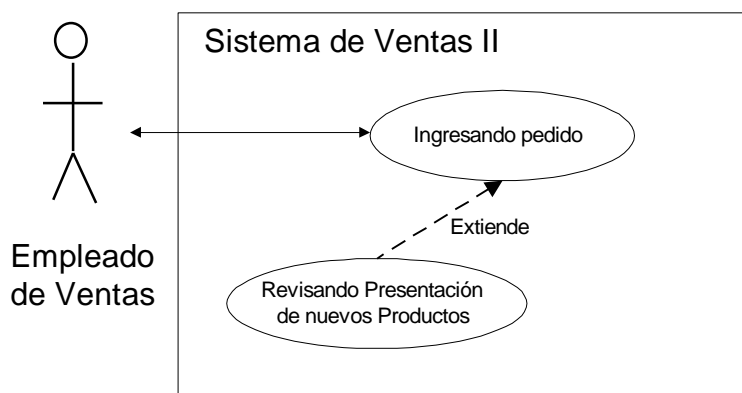 Sistema de Ventas II
Ingresando pedido
Extiende
Empleado
de Ventas
Revisando Presentación
de nuevos Productos